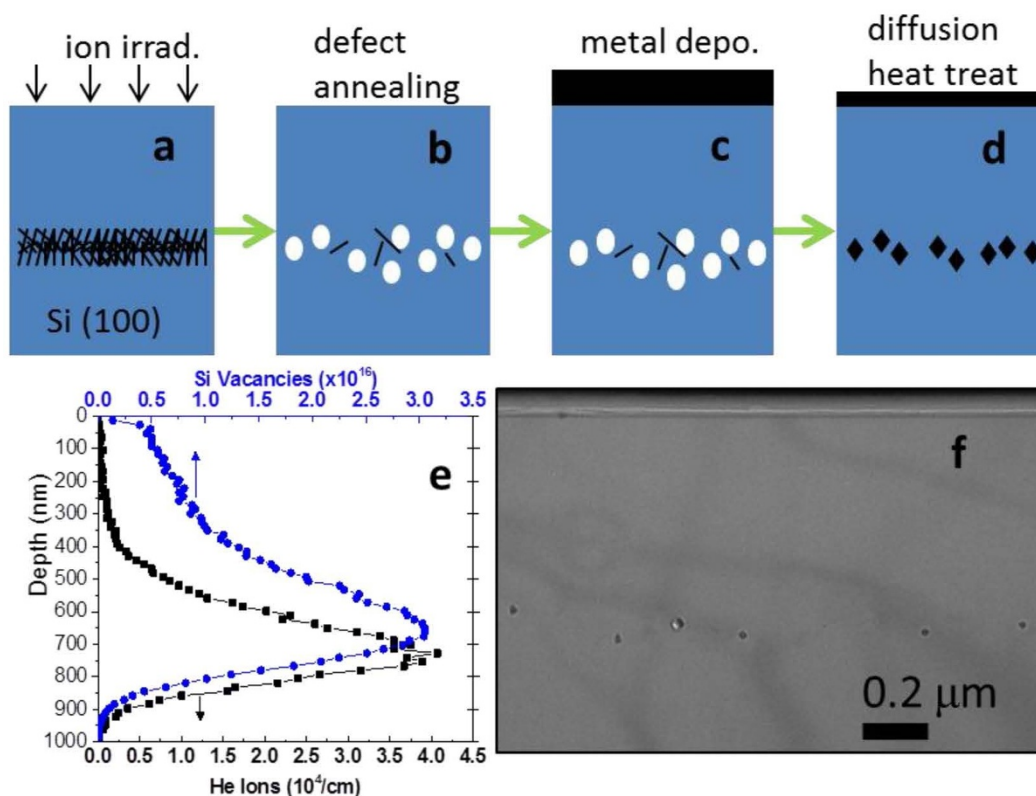 ion irrad.
defect
annealing
metal depo.
diffusion
heat treat
a
b
c
d
Si (100)
Si Vacancies (x10¹⁶)
0.0 0.5 1.0 1.5 2.0 2.5 3.0 3.5
0
100
200
300
400
500
600
700
800
900
1000
Depth (nm)
e
0.0 0.5 1.0 1.5 2.0 2.5 3.0 3.5 4.0 4.5
He Ions (10⁴/cm)
f
0.2 μm